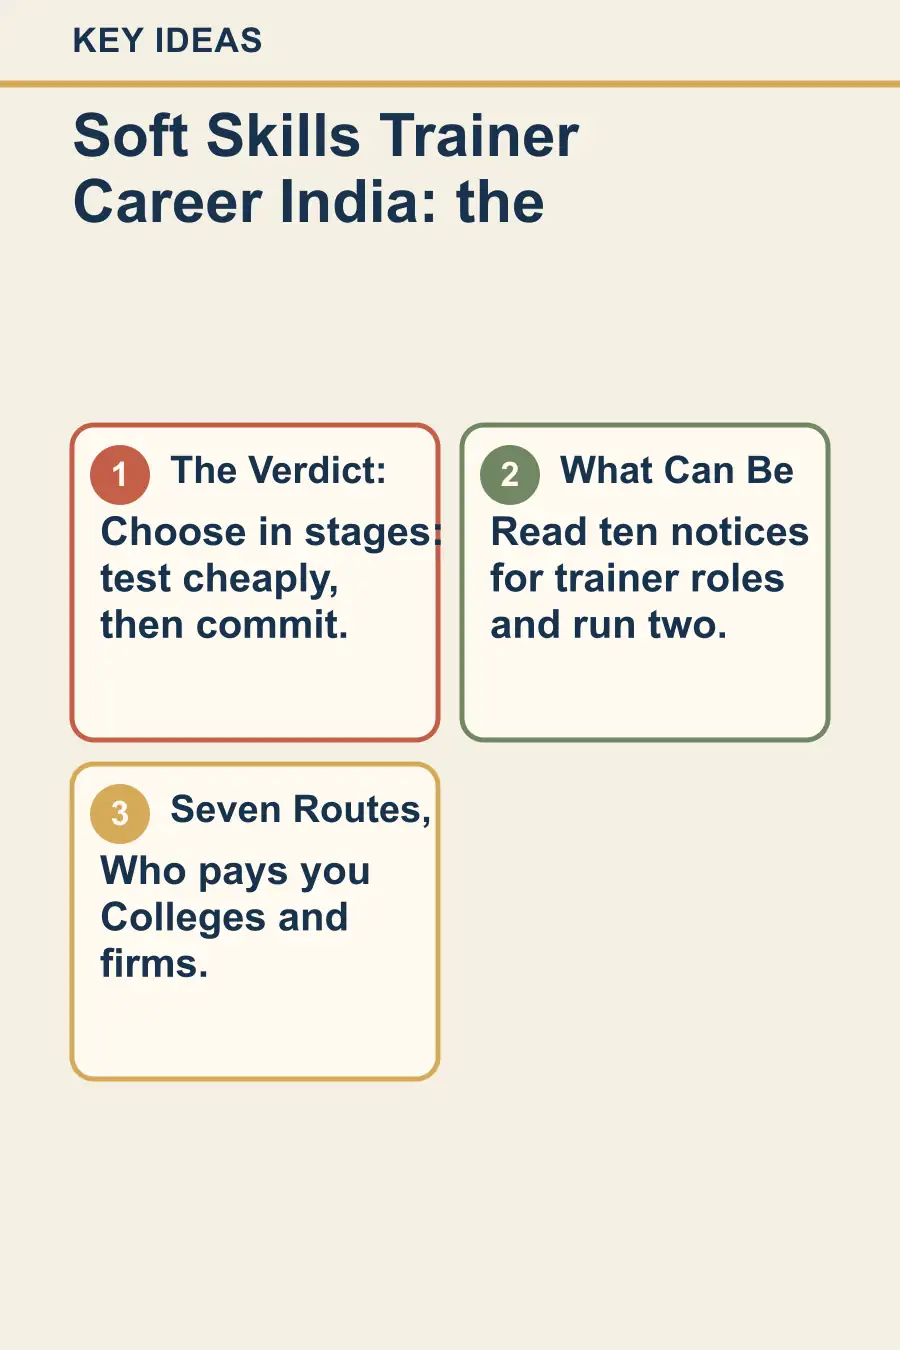 KEY IDEAS
Soft Skills Trainer
Career India: the
1
The Verdict:
Choose in stages:
test cheaply,
then commit.
2
What Can Be
Read ten notices
for trainer roles
and run two.
3
Seven Routes,
Who pays you
Colleges and
firms.